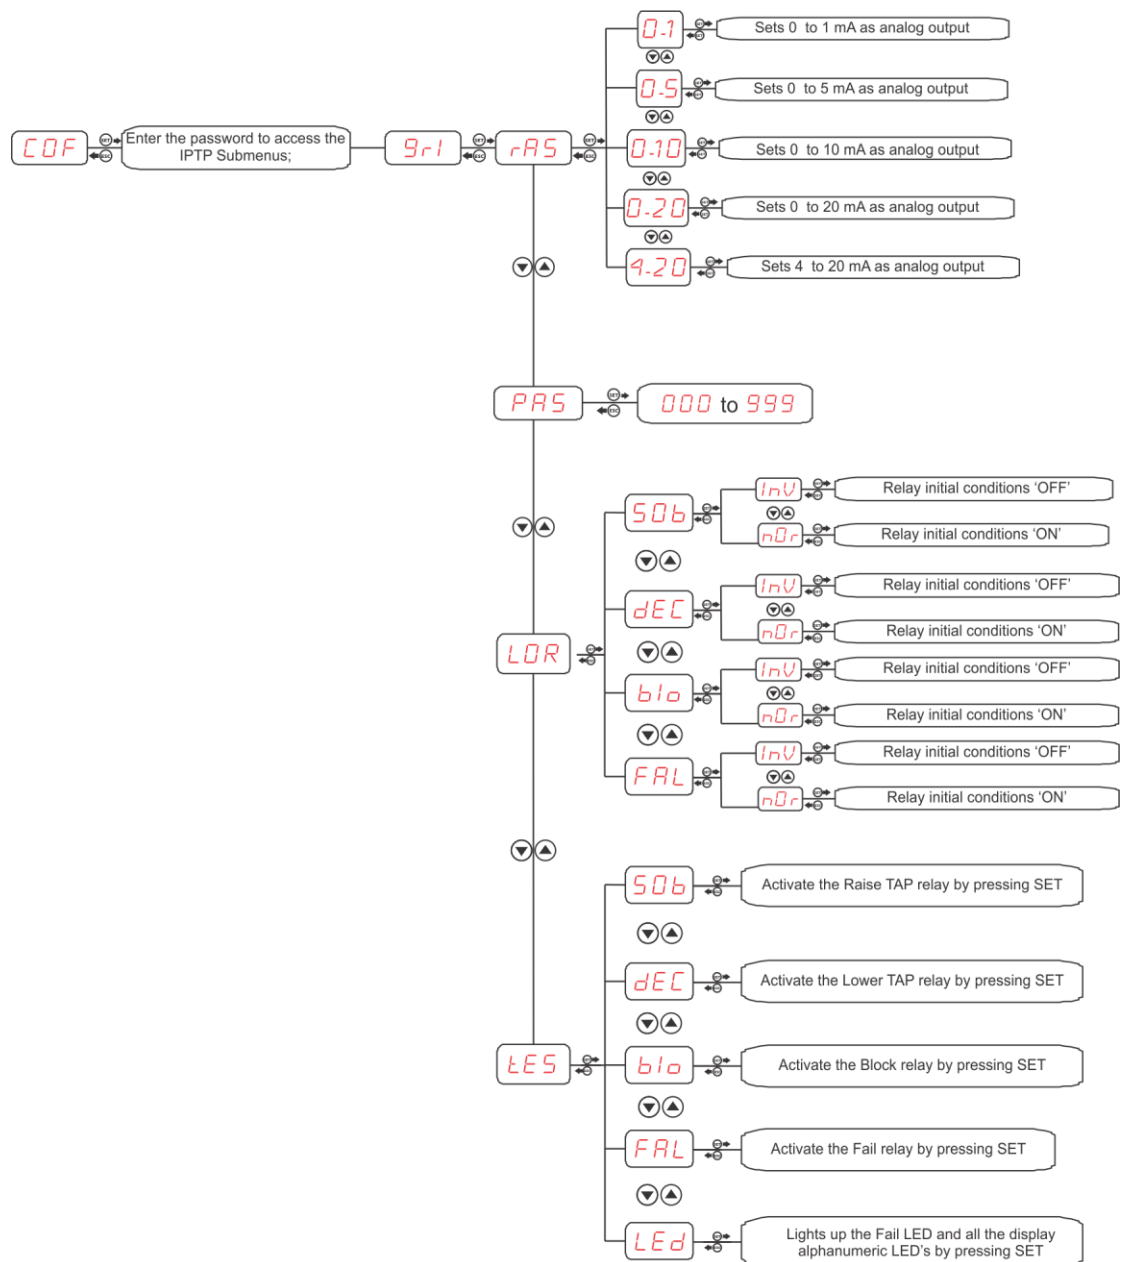 0.1
Sets 0 to 1 mA as analog output
0.5
Sets 0 to 5 mA as analog output
COF
Enter the password to access the
IPTP Submenus;
Gr1
rAS
0.10
Sets 0 to 10 mA as analog output
0.20
Sets 0 to 20 mA as analog output
4.20
Sets 4 to 20 mA as analog output
PAS
SET
ESC
000 to 999
SOb
InV
Relay initial conditions ‘OFF’
nOr
Relay initial conditions ‘ON’
dEC
InV
Relay initial conditions ‘OFF’
nOr
Relay initial conditions ‘ON’
LOR
blo
InV
Relay initial conditions ‘OFF’
nOr
Relay initial conditions ‘ON’
FAL
InV
Relay initial conditions ‘OFF’
nOr
Relay initial conditions ‘ON’
SOb
Activate the Raise TAP relay by pressing SET
dEC
Activate the Lower TAP relay by pressing SET
tES
blo
Activate the Block relay by pressing SET
FAL
Activate the Fail relay by pressing SET
LEd
Lights up the Fail LED and all the display
alphanumeric LED's by pressing SET